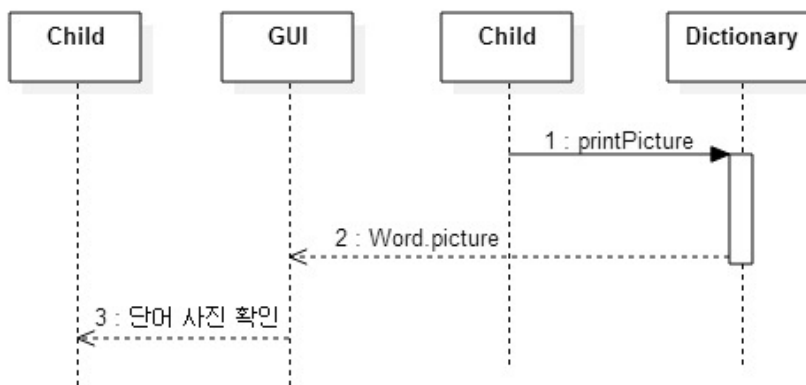 Child
GUI
Child
Dictionary
1 : printPicture
2 : Word.picture
3 : 단어 사진 확인